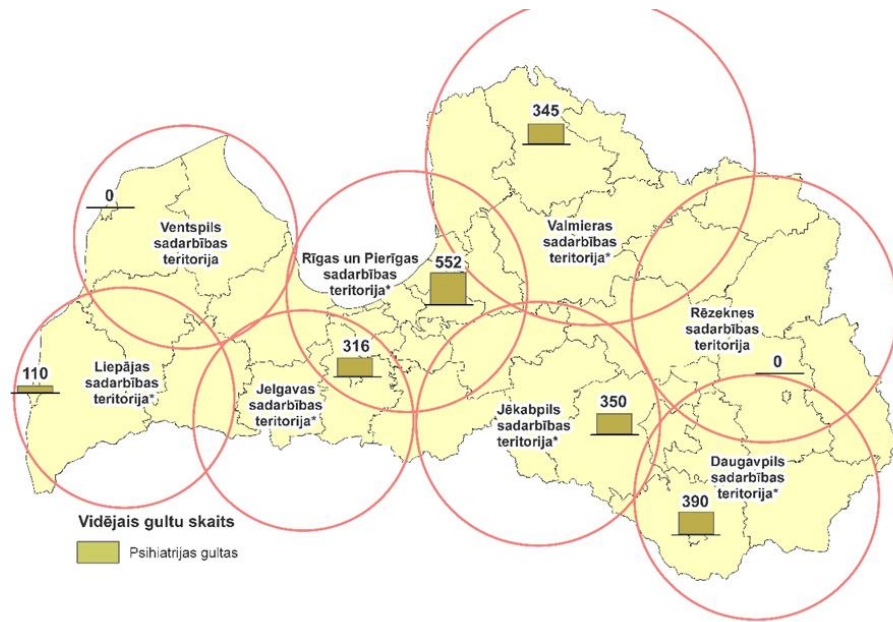 345
0
Ventspils
sadarbības
teritorija
Valmieras
sadarbības
teritorija*
Rīgas un Pierīgas
sadarbības
teritorija*
552
Rēzeknes
sadarbības
teritorija
0
316
110
Liepājas
sadarbības
teritorija*
Jelgavas
sadarbības
teritorija*
Jēkabpils
sadarbības
teritorija*
350
Daugavpils
sadarbības
teritorija*
390
Vidējais gultu skaits
Psihiatrijas gultas